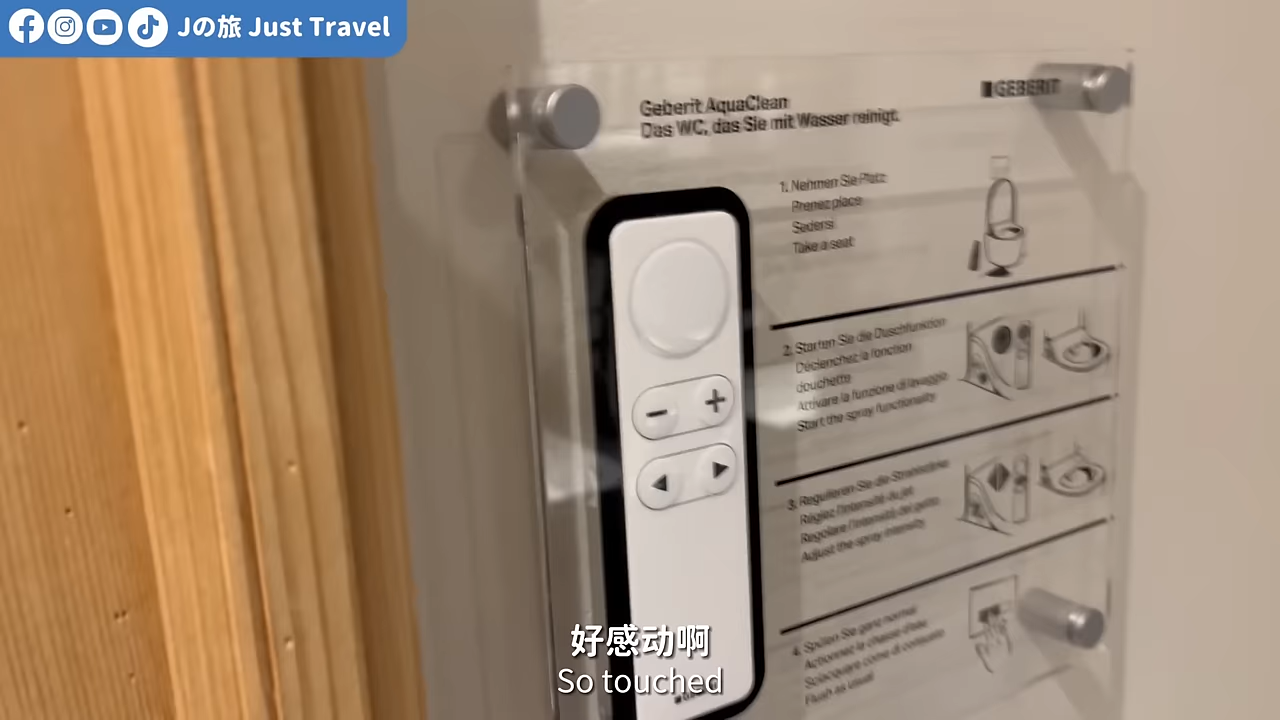 Jの旅 Just Travel
Geberit AquaClean
Das WC, das Sie mit Wasser reinigt.
GEBERIT
1. Nehmen Sie Platz
Prenez place
Sedersi
Take a seat
2. Starten Sie die Duschfunktion
Déclenchez la fonction
douchette
Attivare la funzione di lavaggio
Start the spray functionality
3. Regulieren Sie die Strahlstärke
Réglez l'intensité du jet
Regolare l'intensità del getto
Adjust the spray intensity
4. Spülen Sie ganz normal
Actionnez la chasse d'eau
Sciacquare come di consueto
Flush as usual
好感动啊
So touched